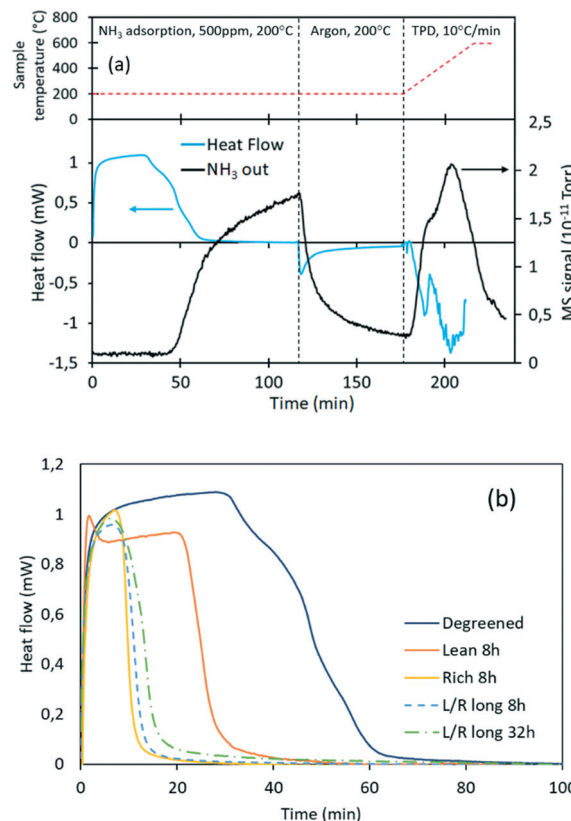 NH₃ adsorption, 500ppm, 200°C Argon, 200°C TPD, 10°C/min
Sample temperature (°C)
800
600
400
200
0
(a)
Heat Flow
NH₃ out
Heat flow (mW)
1
0,5
0
-0,5
-1
-1,5
MS signal (10⁻¹¹ Torr)
2,5
2
1,5
1
0,5
0
0 50 100 150 200
Time (min)
(b)
Heat flow (mW)
1,2
1
0,8
0,6
0,4
0,2
0
Degreened
Lean 8h
Rich 8h
L/R long 8h
L/R long 32h
0 20 40 60 80 100
Time (min)